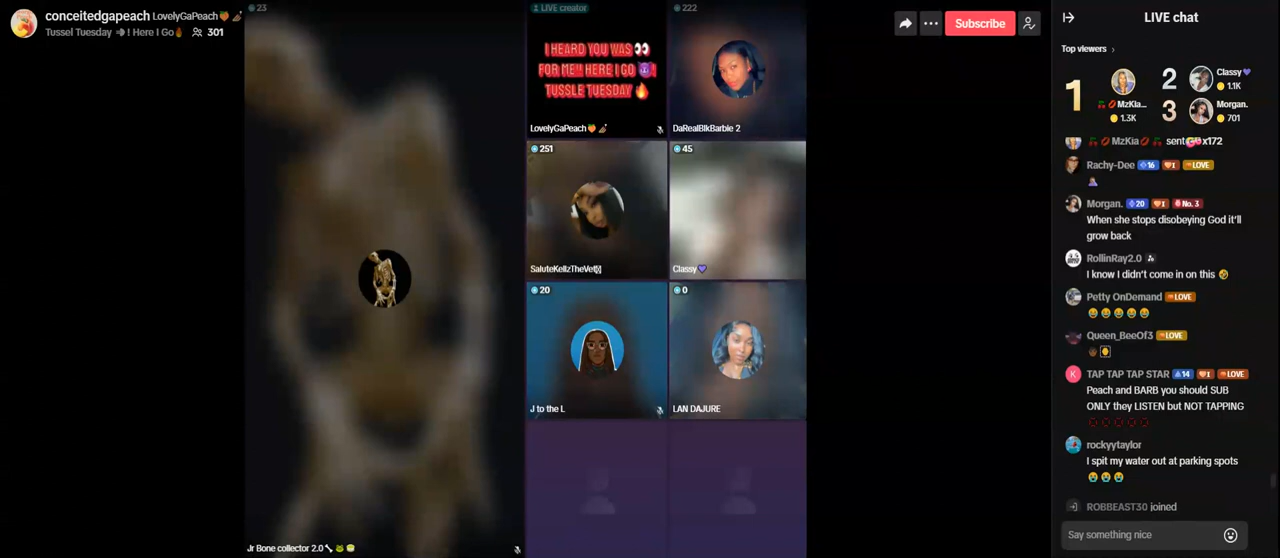 conceitedgapeach LovelyGaPeach🍑
Tussel Tuesday ! Here I Go🔥 301
Subscribe
23
LIVE creator
I HEARD YOU WAS 👀
FOR ME!! HERE I GO 😈!
TUSSLE TUESDAY 🔥
LovelyGaPeach🍑
222
DaRealBlkBarbie 2
251
SaluteKellzTheVet
45
Classy💜
20
J to the L
0
LAN DAJURE
Jr Bone collector 2.0🦴🐸
LIVE chat
Top viewers
1
🍒💋MzKia...
1.3K
2
Classy💜
1.1K
3
Morgan.
701
🍒💋MzKia💋🍒 sent x172
Rachy-Dee 16 I LOVE
Morgan. 20 I No. 3
When she stops disobeying God it'll
grow back
RollinRay2.0
I know I didn't come in on this 🤣
Petty OnDemand LOVE
😭😭😭😭😭
Queen_BeeOf3 LOVE
K TAP TAP TAP STAR 14 I LOVE
Peach and BARB you should SUB
ONLY they LISTEN but NOT TAPPING
rockyytaylor
I spit my water out at parking spots
😭😭😭
ROBBEAST30 joined
Say something nice